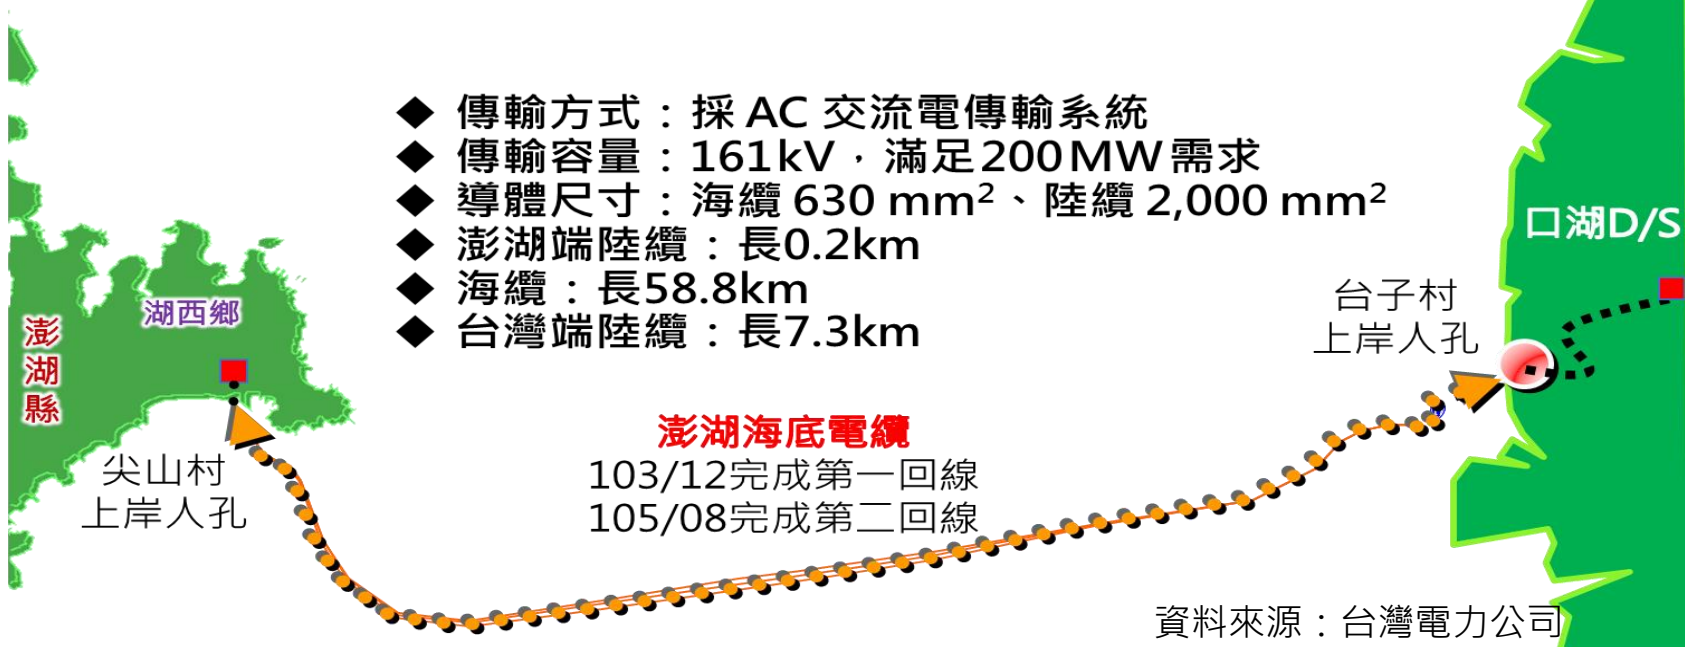 ◆ 傳輸方式：採 AC 交流電傳輸系統
◆ 傳輸容量：161kV，滿足200MW需求
◆ 導體尺寸：海纜 630 mm²、陸纜 2,000 mm²
◆ 澎湖端陸纜：長0.2km
◆ 海纜：長58.8km
◆ 台灣端陸纜：長7.3km
口湖D/S
台子村
上岸人孔
湖西鄉
澎湖縣
尖山村
上岸人孔
澎湖海底電纜
103/12完成第一回線
105/08完成第二回線
資料來源：台灣電力公司